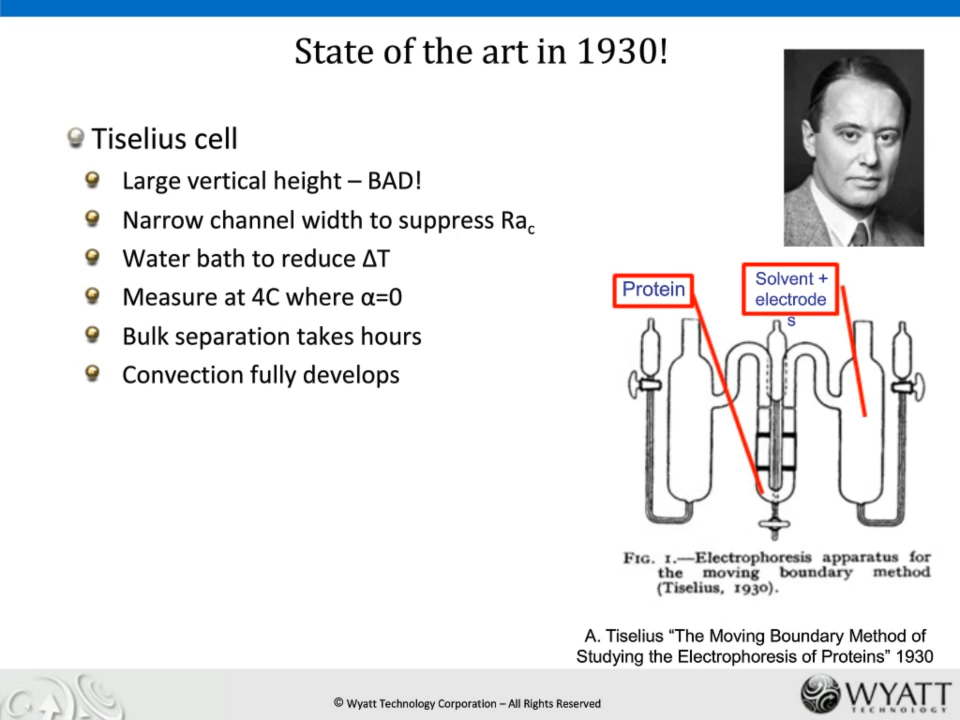 State of the art in 1930!
Tiselius cell
Large vertical height – BAD!
Narrow channel width to suppress Rac
Water bath to reduce ΔT
Measure at 4C where α=0
Bulk separation takes hours
Convection fully develops
Protein
Solvent +
electrode
s
FIG. 1.—Electrophoresis apparatus for
the moving boundary method
(Tiselius, 1930).
A. Tiselius “The Moving Boundary Method of
Studying the Electrophoresis of Proteins” 1930
© Wyatt Technology Corporation – All Rights Reserved
WYATT
TECHNOLOGY